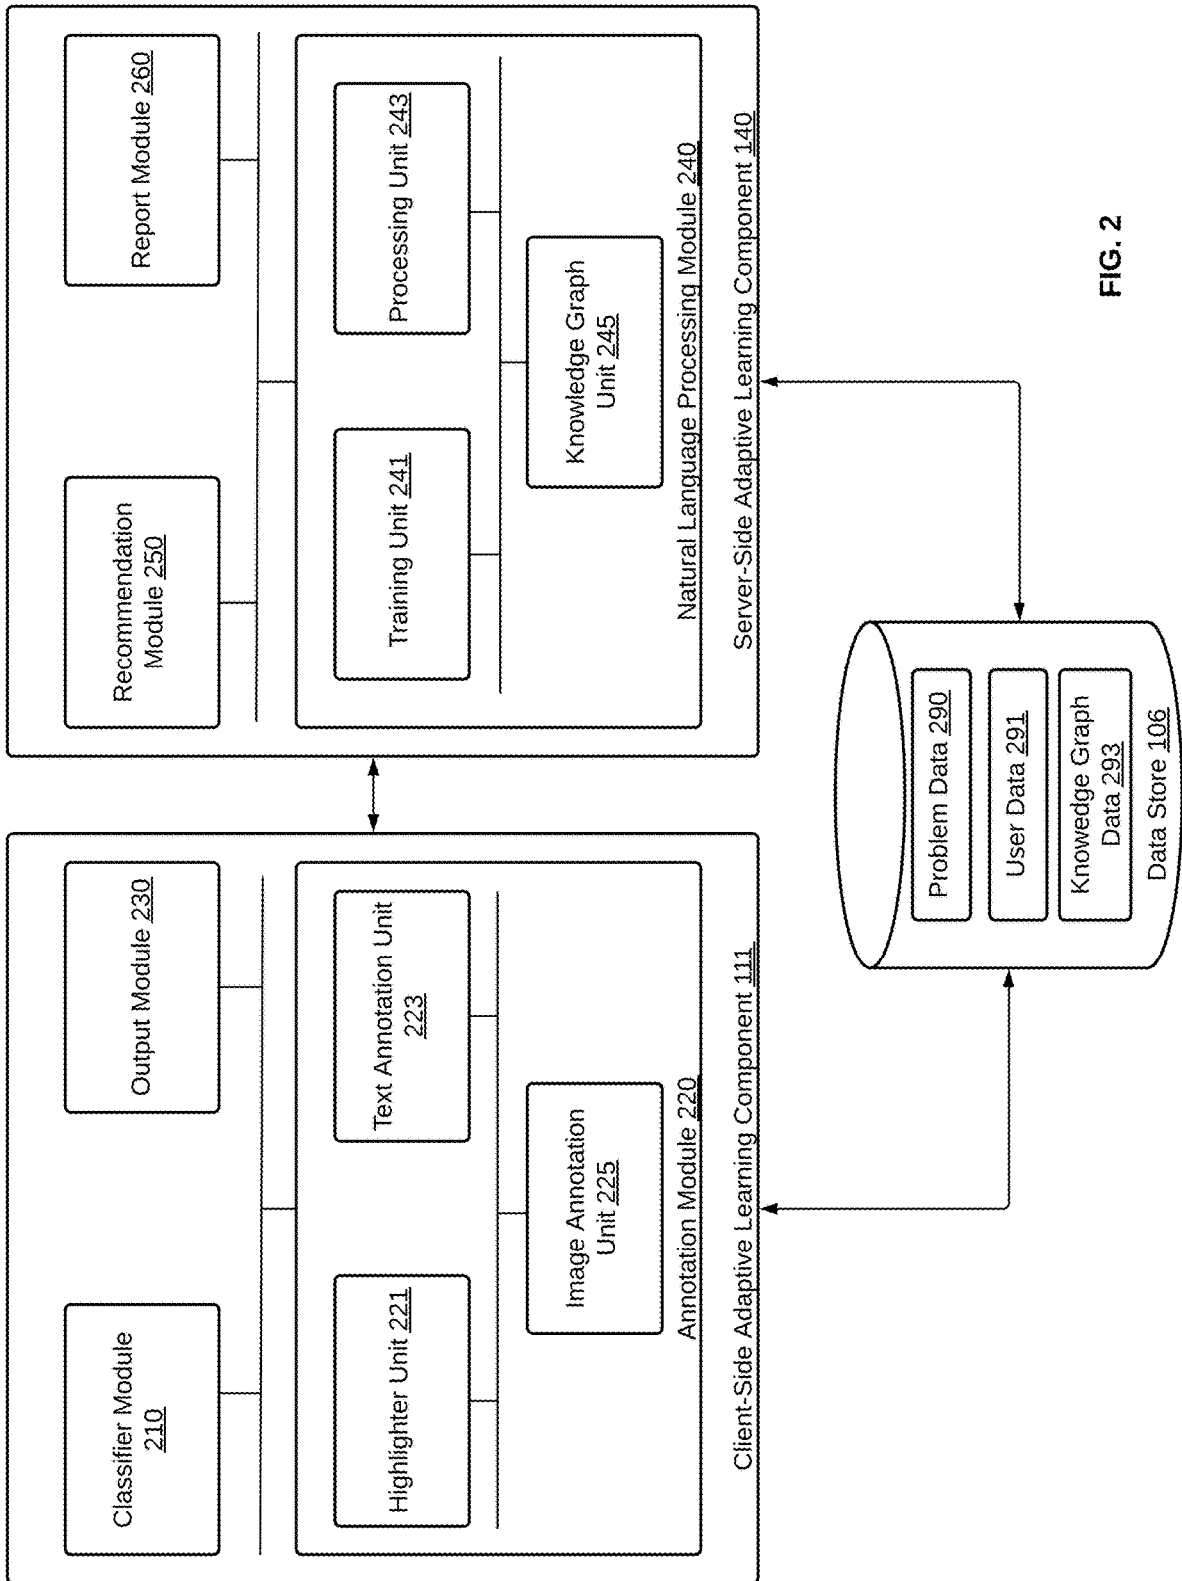 Classifier Module
210
Output Module 230
Highlighter Unit 221
Text Annotation Unit
223
Image Annotation
Unit 225
Annotation Module 220
Client-Side Adaptive Learning Component 111
Recommendation
Module 250
Report Module 260
Training Unit 241
Processing Unit 243
Knowledge Graph
Unit 245
Natural Language Processing Module 240
Server-Side Adaptive Learning Component 140
Problem Data 290
User Data 291
Knowedge Graph
Data 293
Data Store 106
FIG. 2